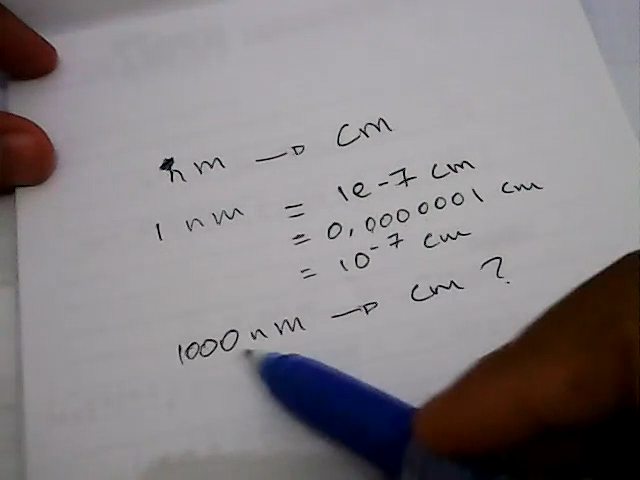 nm → cm
1 nm = 1e-7 cm
= 0,0000001 cm
= 10⁻⁷ cm
1000 nm → cm ?